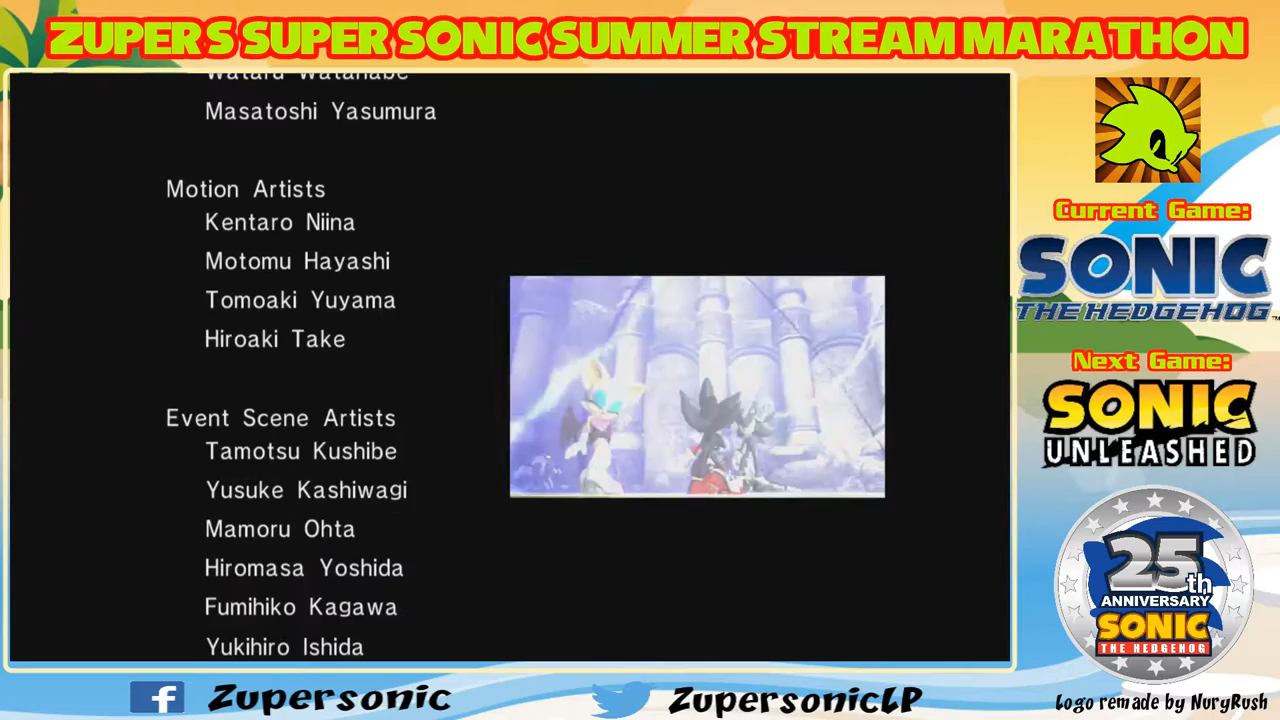 ZUPERS SUPER SONIC SUMMER STREAM MARATHON
Wataru Watanabe
Masatoshi Yasumura
Motion Artists
Kentaro Niina
Motomu Hayashi
Tomoaki Yuyama
Hiroaki Take
Event Scene Artists
Tamotsu Kushibe
Yusuke Kashiwagi
Mamoru Ohta
Hiromasa Yoshida
Fumihiko Kagawa
Yukihiro Ishida
Current Game:
SONIC
THE HEDGEHOG
Next Game:
SONIC
UNLEASHED
25th
ANNIVERSARY
SONIC
THE HEDGEHOG
f Zupersonic
ZupersonicLP
Logo remade by NuryRush